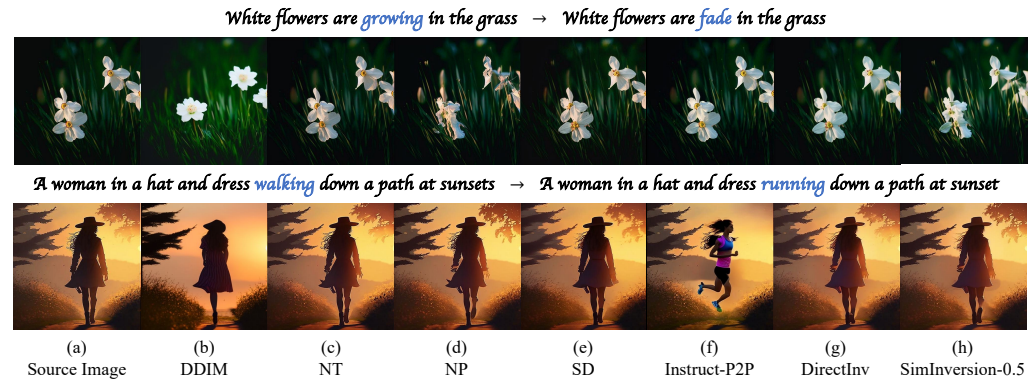 White flowers are growing in the grass → White flowers are fade in the grass
A woman in a hat and dress walking down a path at sunsets → A woman in a hat and dress running down a path at sunset
(a) (b) (c) (d) (e) (f) (g) (h)
Source Image DDIM NT NP SD Instruct-P2P DirectInv SimInversion-0.5